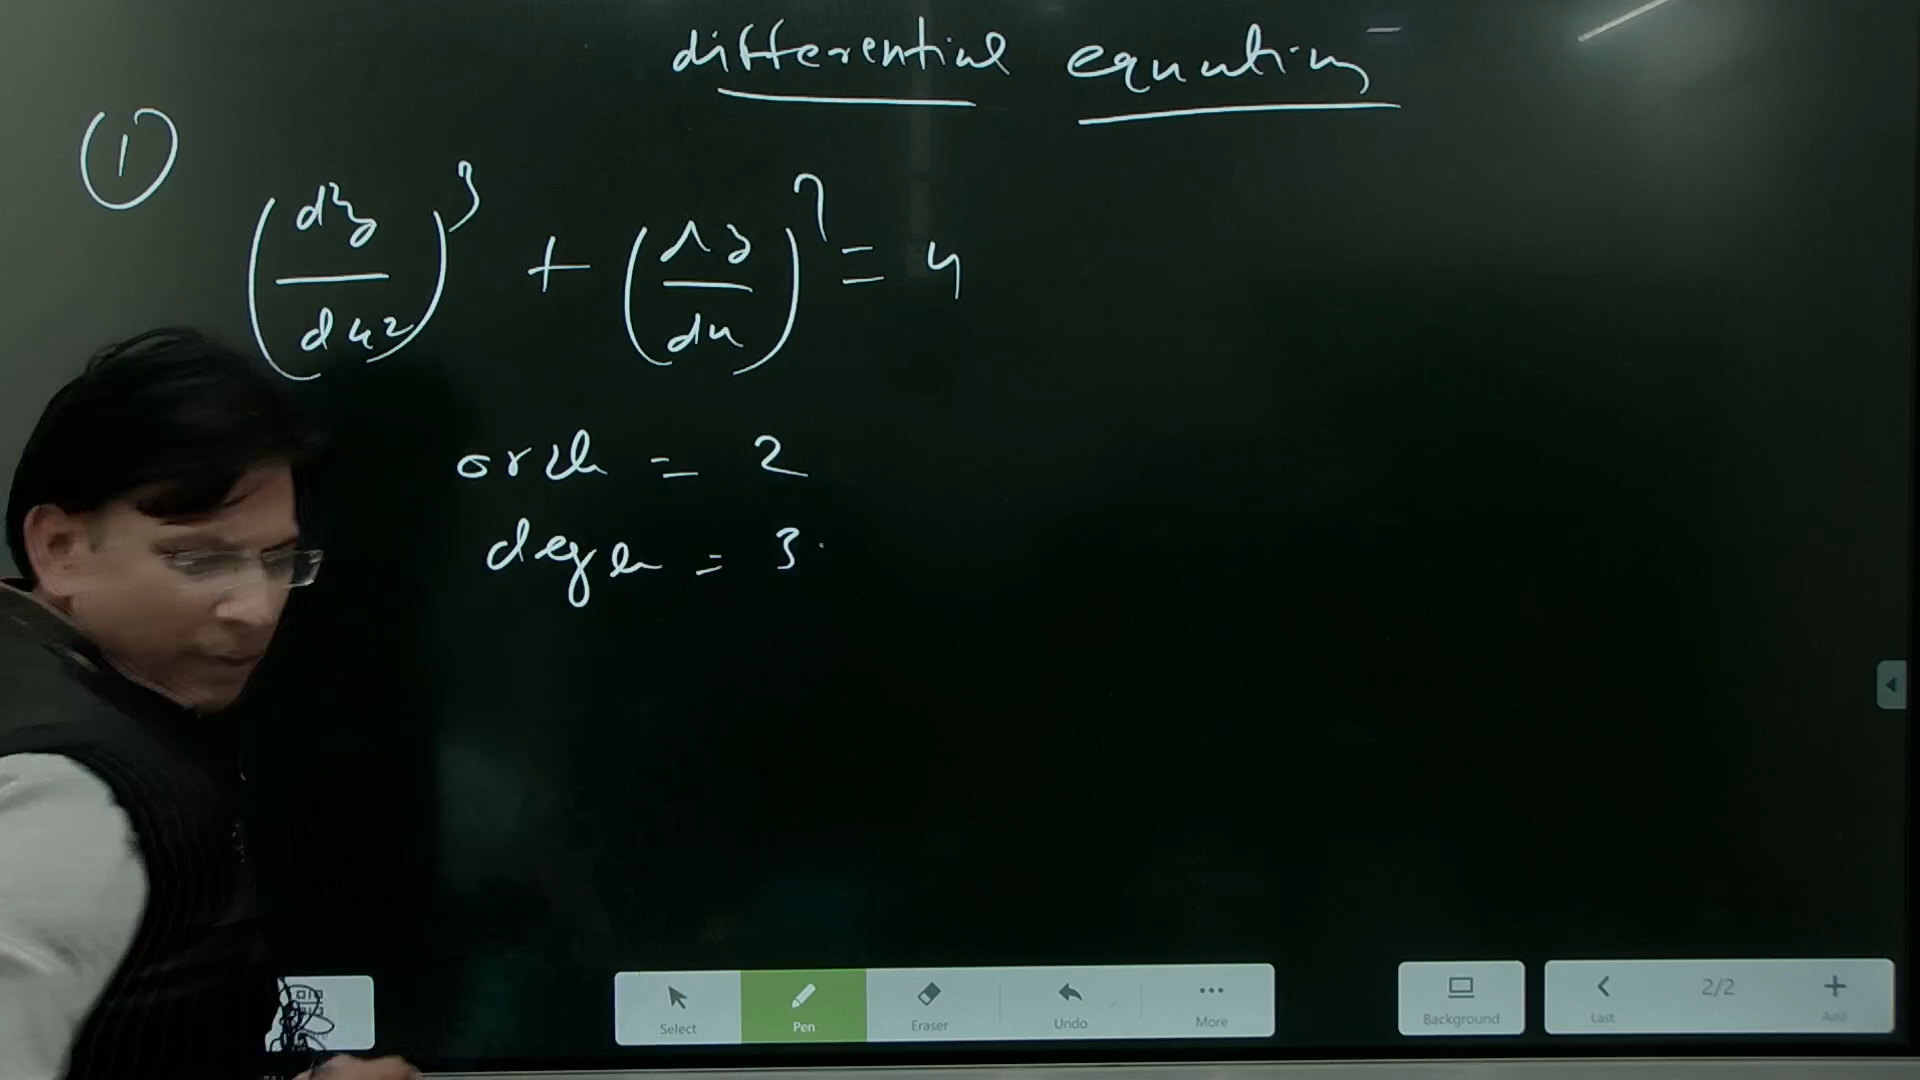 differential equation
①
(d²y/dx²)³ + (dy/dx)⁷ = 4
order = 2
degree = 3
Select Pen Eraser Undo More Background Last 2/2 Add